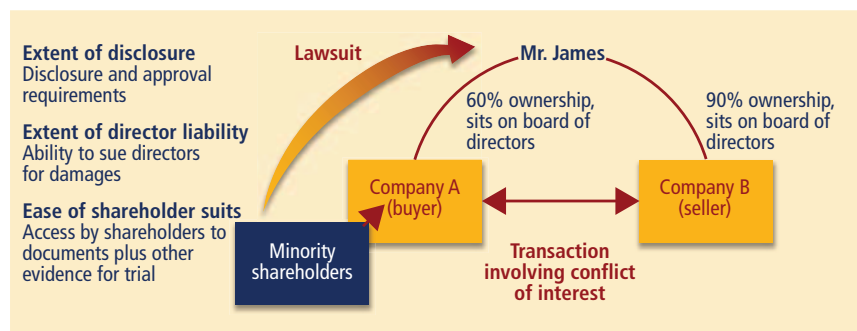 Extent of disclosure
Disclosure and approval
requirements
Extent of director liability
Ability to sue directors
for damages
Ease of shareholder suits
Access by shareholders to
documents plus other
evidence for trial
Lawsuit
Mr. James
60% ownership,
sits on board of
directors
90% ownership,
sits on board of
directors
Company A
(buyer)
Company B
(seller)
Minority
shareholders
Transaction
involving conflict
of interest